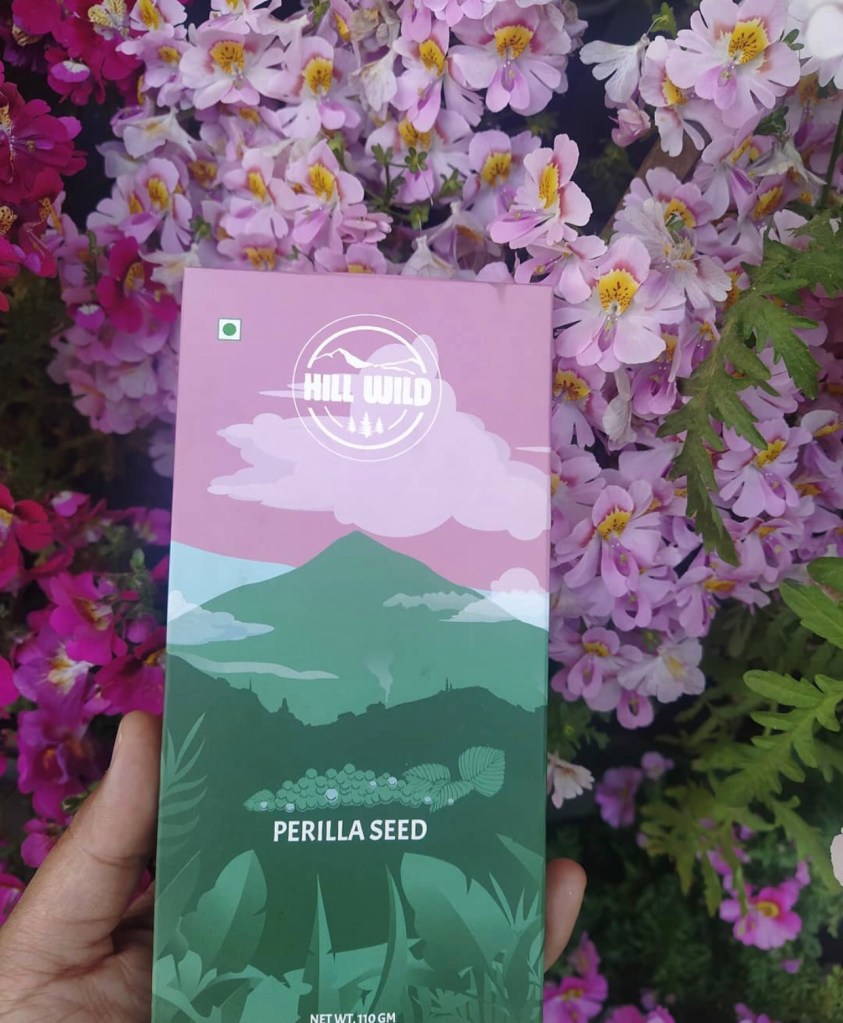 HILL WILD
PERILLA SEED
NET WT. 110 GM